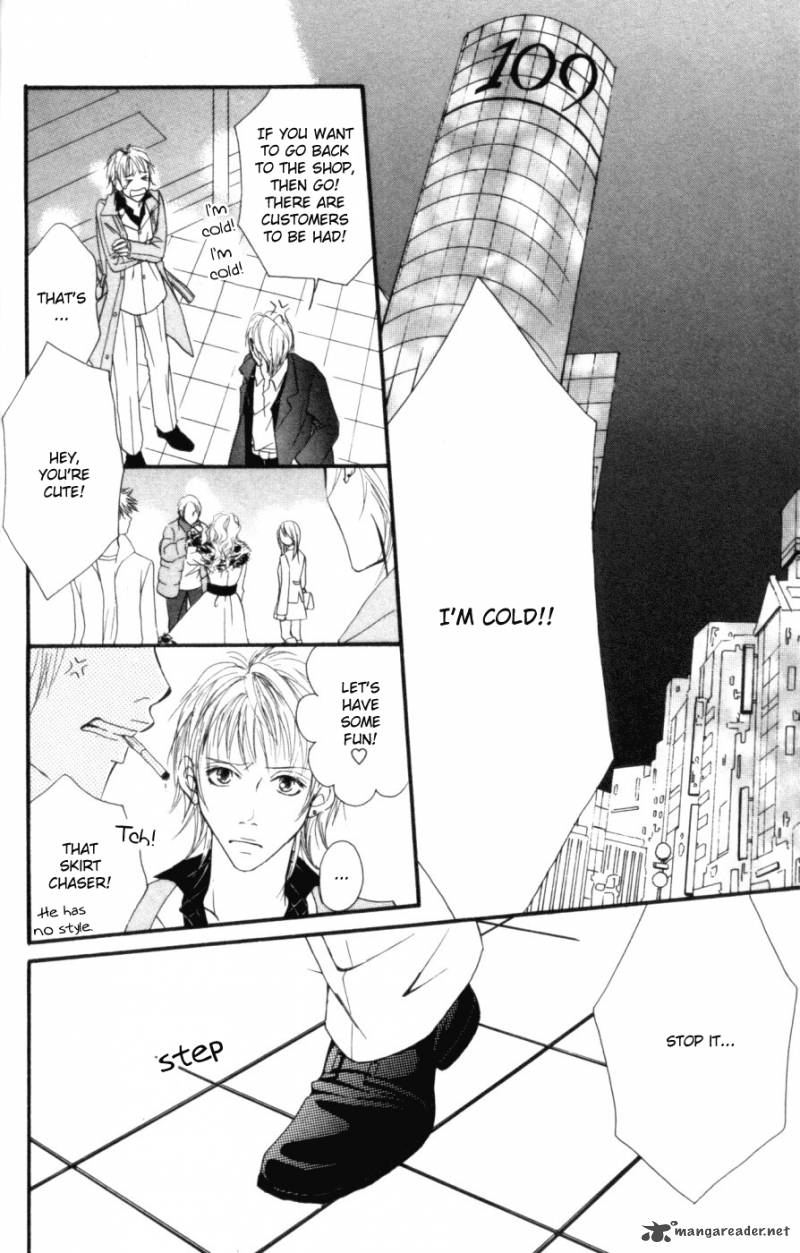 109
I'M COLD!!
IF YOU WANT
TO GO BACK
TO THE SHOP,
THEN GO!
THERE ARE
CUSTOMERS
TO BE HAD!
I'm
cold!
I'm
cold!
THAT'S
...
HEY,
YOU'RE
CUTE!
LET'S
HAVE
SOME
FUN!
♡
...
Tch!
THAT
SKIRT
CHASER!
He has
no style.
STOP IT...
step
mangareader.net